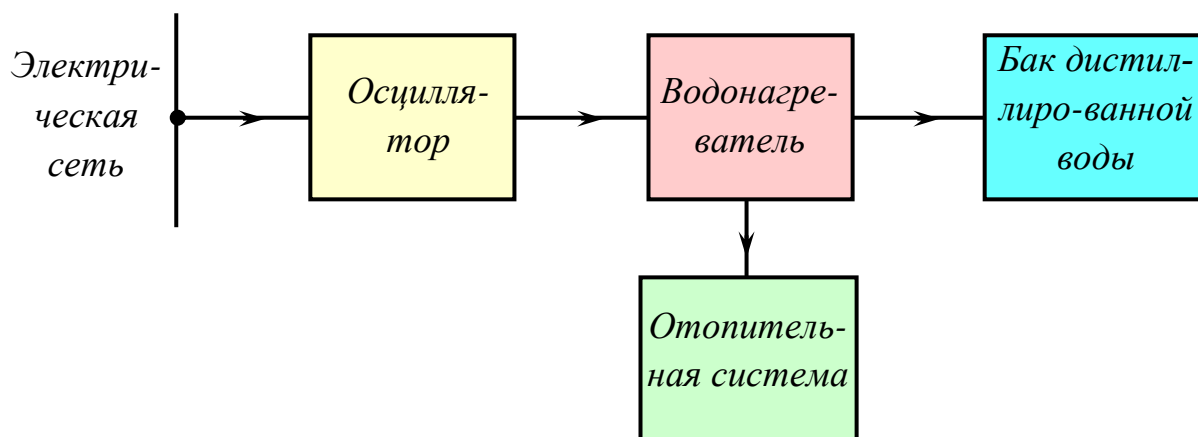 Электри-
ческая
сеть
Осцилля-
тор
Водонагре-
ватель
Бак дистил-
лиро-ванной
воды
Отопитель-
ная система